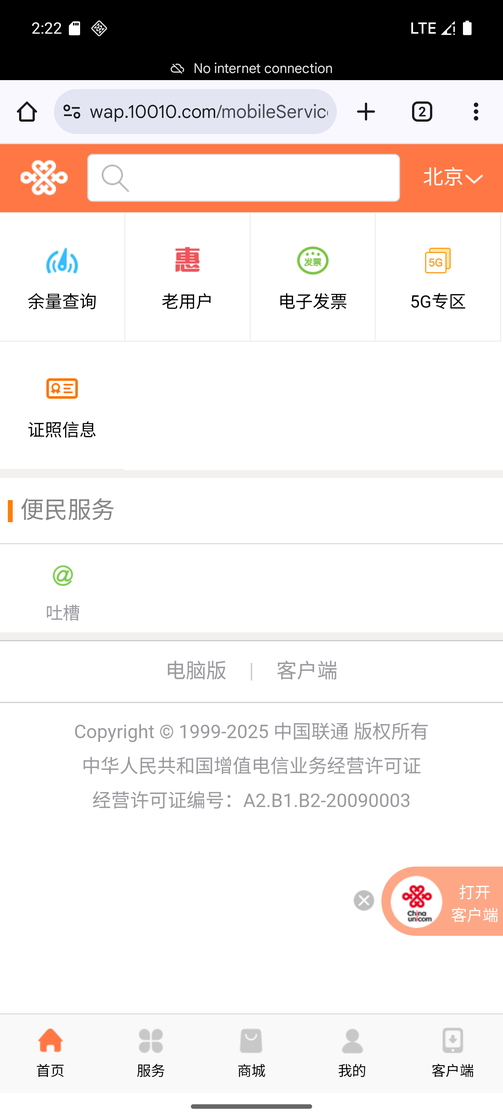 2:22
LTE
No internet connection
wap.10010.com/mobileServic
2
北京
余量查询
惠
老用户
发票
电子发票
5G
5G专区
证照信息
便民服务
@
吐槽
电脑版 | 客户端
Copyright © 1999-2025 中国联通 版权所有
中华人民共和国增值电信业务经营许可证
经营许可证编号：A2.B1.B2-20090003
China
unicom
打开
客户端
首页
服务
商城
我的
客户端